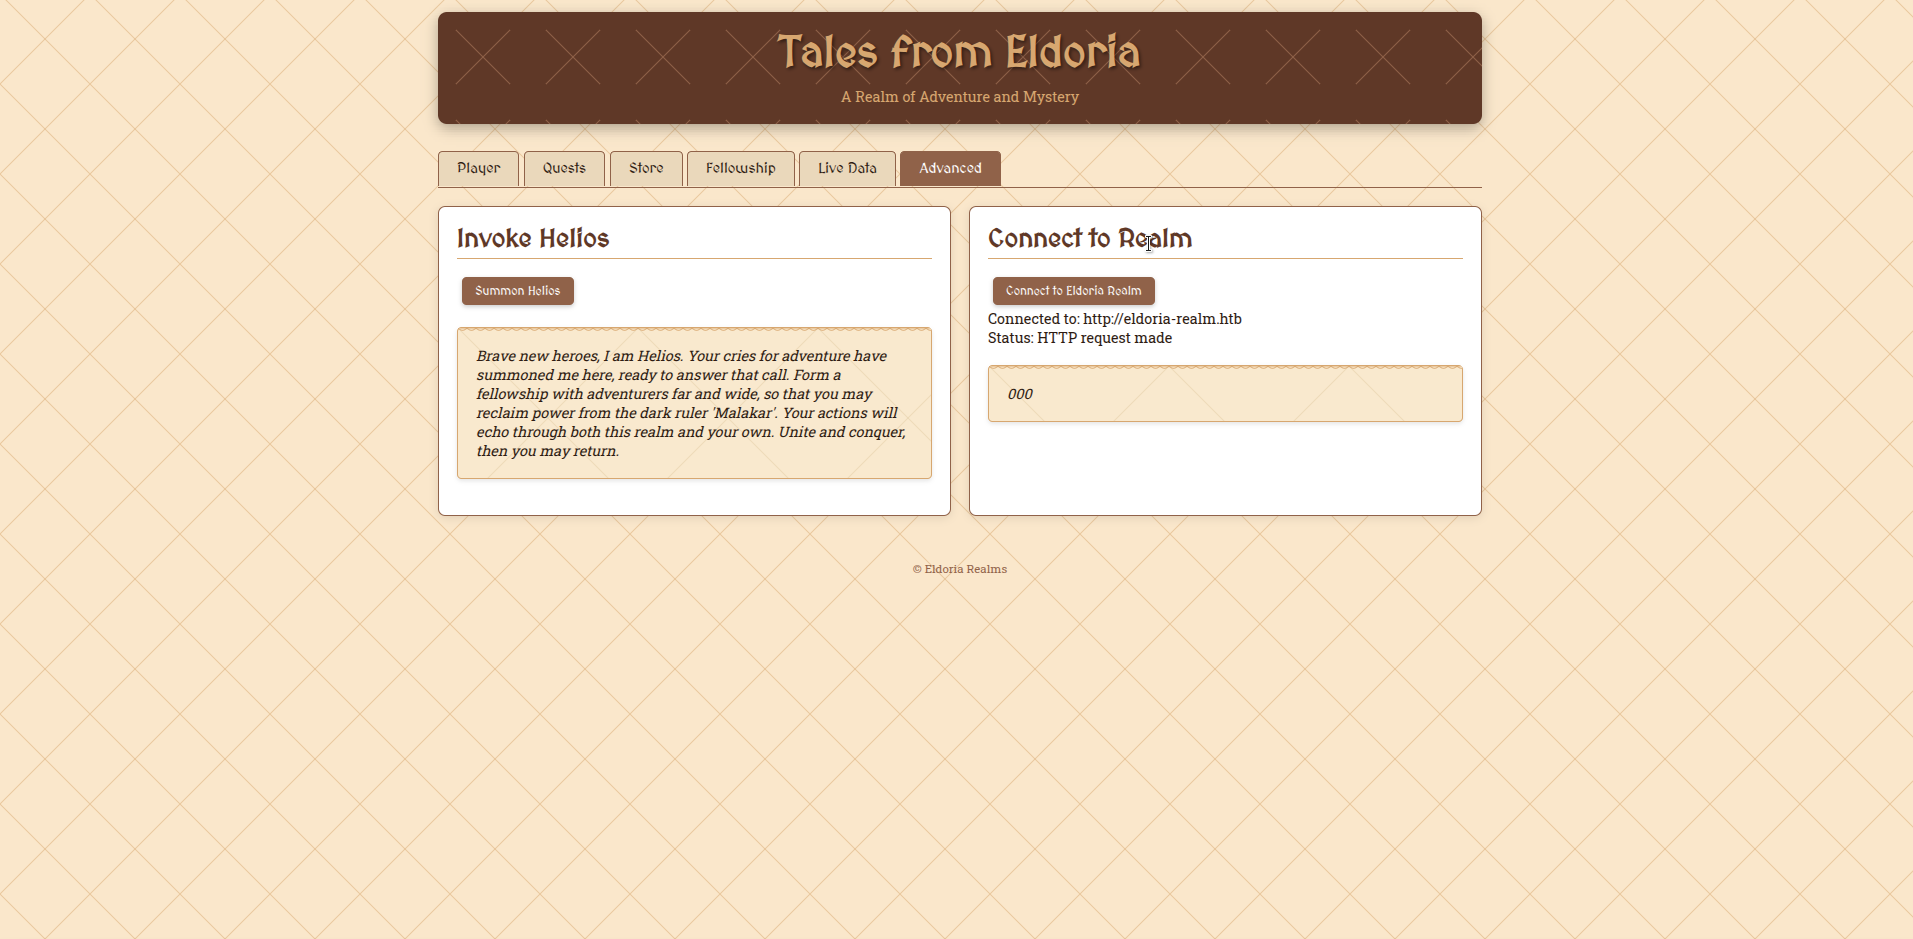 Tales from Eldoria
A Realm of Adventure and Mystery
Player
Quests
Store
Fellowship
Live Data
Advanced
Invoke Helios
Summon Helios
Brave new heroes, I am Helios. Your cries for adventure have
summoned me here, ready to answer that call. Form a
fellowship with adventurers far and wide, so that you may
reclaim power from the dark ruler 'Malakar'. Your actions will
echo through both this realm and your own. Unite and conquer,
then you may return.
Connect to Realm
Connect to Eldoria Realm
Connected to: http://eldoria-realm.htb
Status: HTTP request made
000
© Eldoria Realms